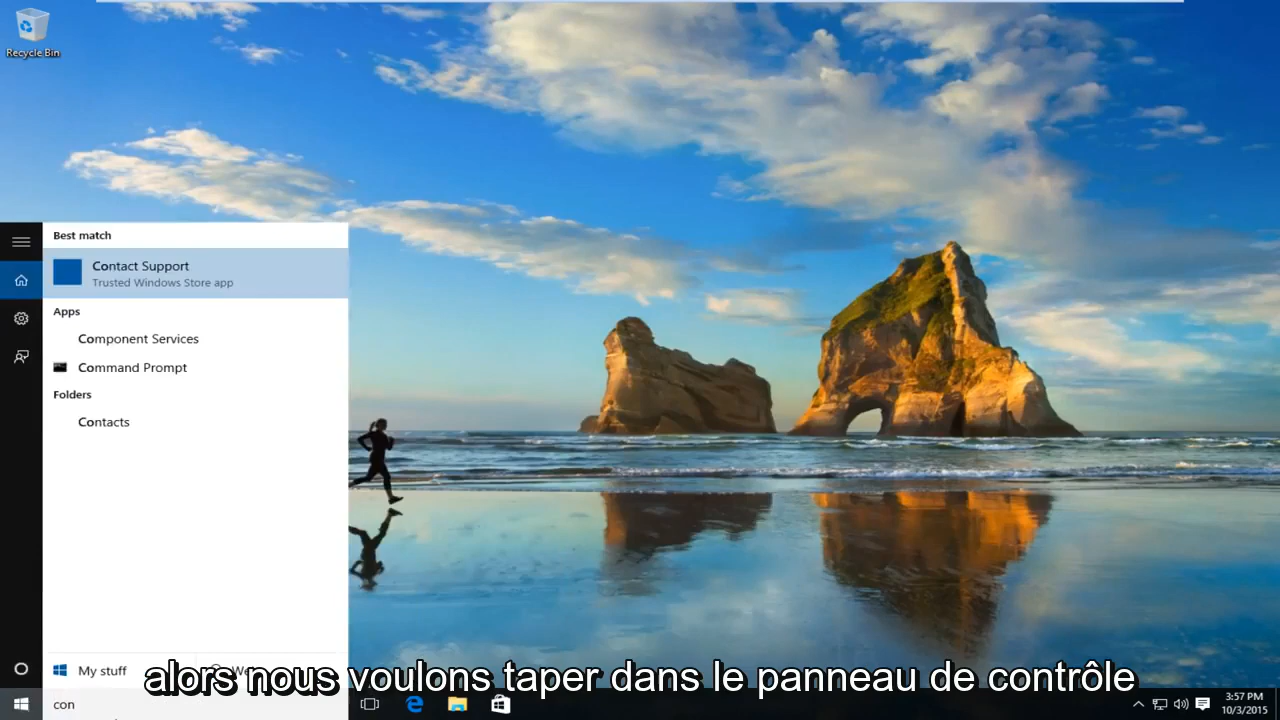 Recycle Bin
Best match
Contact Support
Trusted Windows Store app
Apps
Component Services
Command Prompt
Folders
Contacts
My stuff
alors nous voulons taper dans le panneau de contrôle
con
3:57 PM
10/3/2015